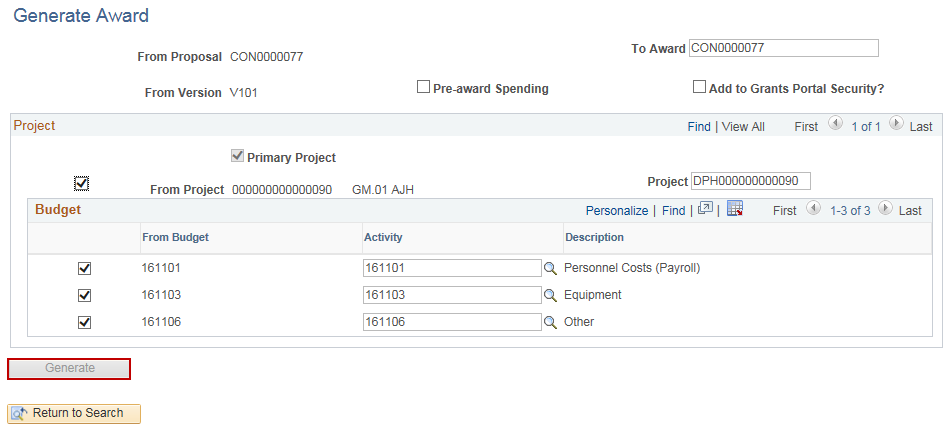 Generate Award
From Proposal CON0000077 To Award CON0000077
From Version V101 Pre-award Spending Add to Grants Portal Security?
Project Find | View All First 1 of 1 Last
Primary Project
From Project 000000000000090 GM.01 AJH Project DPH000000000090
Budget Personalize | Find | | First 1-3 of 3 Last
From Budget Activity Description
161101 161101 Personnel Costs (Payroll)
161103 161103 Equipment
161106 161106 Other
Generate
Return to Search